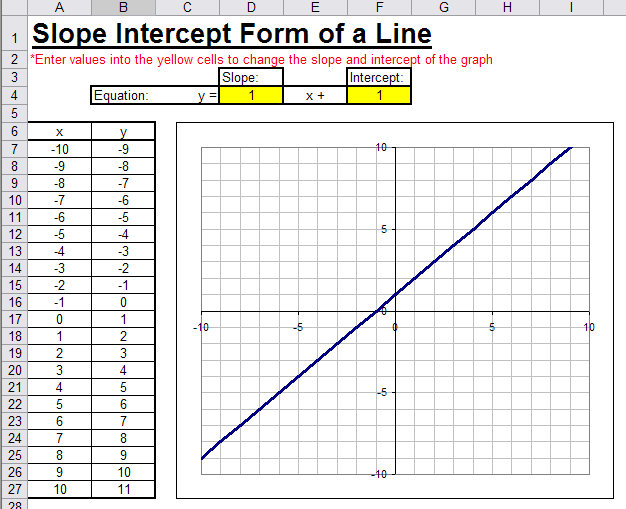 A B C D E F G H I
1 Slope Intercept Form of a Line
2 *Enter values into the yellow cells to change the slope and intercept of the graph
3 Slope: Intercept:
4 Equation: y = 1 x + 1
5
6 x y
7 -10 -9
8 -9 -8
9 -8 -7
10 -7 -6
11 -6 -5
12 -5 -4
13 -4 -3
14 -3 -2
15 -2 -1
16 -1 0
17 0 1
18 1 2
19 2 3
20 3 4
21 4 5
22 5 6
23 6 7
24 7 8
25 8 9
26 9 10
27 10 11
28
10
5
0
-10 -5 0 5 10
-5
-10